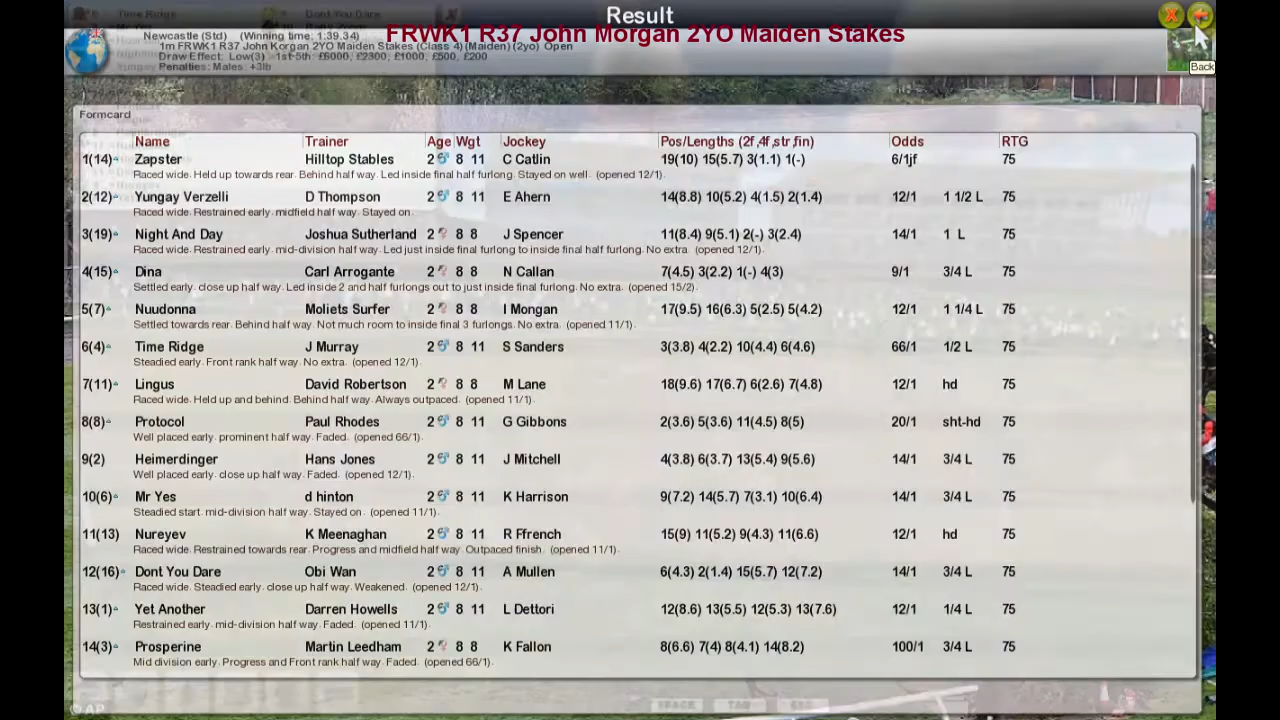 Result
FRWK1 R37 John Morgan 2YO Maiden Stakes
Newcastle (Std) (Winning time: 1:39.34)
1m FRWK1 R37 John Korgan 2YO Maiden Stakes (Class 4)(Maiden)(2yo) Open
Draw Effect: Low(3) 1st-5th £6000, £2300, £1000, £500, £200
Penalties: Males: +3lb
Back
Formcard
Name Trainer Age Wgt Jockey Pos/Lengths (2f,4f,str,fin) Odds RTG
1(14) Zapster Hilltop Stables 2 8 11 C Catlin 19(10) 15(5.7) 3(1.1) 1(-) 6/1jf 75
Raced wide. Held up towards rear. Behind half way. Led inside final half furlong. Stayed on well. (opened 12/1).
2(12) Yungay Verzelli D Thompson 2 8 11 E Ahern 14(8.8) 10(5.2) 4(1.5) 2(1.4) 12/1 1 1/2 L 75
Raced wide. Restrained early. midfield half way. Stayed on.
3(19) Night And Day Joshua Sutherland 2 8 8 J Spencer 11(8.4) 9(5.1) 2(-) 3(2.4) 14/1 1 L 75
Raced wide. Restrained early. mid-division half way. Led just inside final furlong to inside final half furlong. No extra. (opened 12/1).
4(15) Dina Carl Arrogante 2 8 8 N Callan 7(4.5) 3(2.2) 1(-) 4(3) 9/1 3/4 L 75
Settled early. close up half way. Led inside 2 and half furlongs out to just inside final furlong. No extra. (opened 15/2).
5(7) Nuudonna Moliets Surfer 2 8 8 I Mongan 17(9.5) 16(6.3) 5(2.5) 5(4.2) 12/1 1 1/4 L 75
Settled towards rear. Behind half way. Not much room to inside final 3 furlongs. No extra. (opened 11/1).
6(4) Time Ridge J Murray 2 8 11 S Sanders 3(3.8) 4(2.2) 10(4.4) 6(4.6) 66/1 1/2 L 75
Steadied early. Front rank half way. No extra. (opened 12/1).
7(11) Lingus David Robertson 2 8 8 M Lane 18(9.6) 17(6.7) 6(2.6) 7(4.8) 12/1 hd 75
Raced wide. Held up and behind. Behind half way. Always outpaced. (opened 11/1).
8(8) Protocol Paul Rhodes 2 8 11 G Gibbons 2(3.6) 5(3.6) 11(4.5) 8(5) 20/1 sht-hd 75
Well placed early. prominent half way. Faded. (opened 66/1).
9(2) Heimerdinger Hans Jones 2 8 11 J Mitchell 4(3.8) 6(3.7) 13(5.4) 9(5.6) 14/1 3/4 L 75
Well placed early. close up half way. Faded. (opened 12/1).
10(6) Mr Yes d hinton 2 8 11 K Harrison 9(7.2) 14(5.7) 7(3.1) 10(6.4) 14/1 3/4 L 75
Steadied start. mid-division half way. Stayed on. (opened 11/1).
11(13) Nureyev K Meenaghan 2 8 11 R Ffrench 15(9) 11(5.2) 9(4.3) 11(6.6) 12/1 hd 75
Raced wide. Restrained towards rear. Progress and midfield half way. Outpaced finish. (opened 11/1).
12(16) Dont You Dare Obi Wan 2 8 11 A Mullen 6(4.3) 2(1.4) 15(5.7) 12(7.2) 14/1 3/4 L 75
Raced wide. Steadied early. close up half way. Weakened. (opened 12/1).
13(1) Yet Another Darren Howells 2 8 11 L Dettori 12(8.6) 13(5.5) 12(5.3) 13(7.6) 12/1 1/4 L 75
Restrained early. mid-division half way. Faded. (opened 11/1).
14(3) Prosperine Martin Leedham 2 8 8 K Fallon 8(6.6) 7(4) 8(4.1) 14(8.2) 100/1 3/4 L 75
Mid division early. Progress and Front rank half way. Faded. (opened 66/1).
© AP